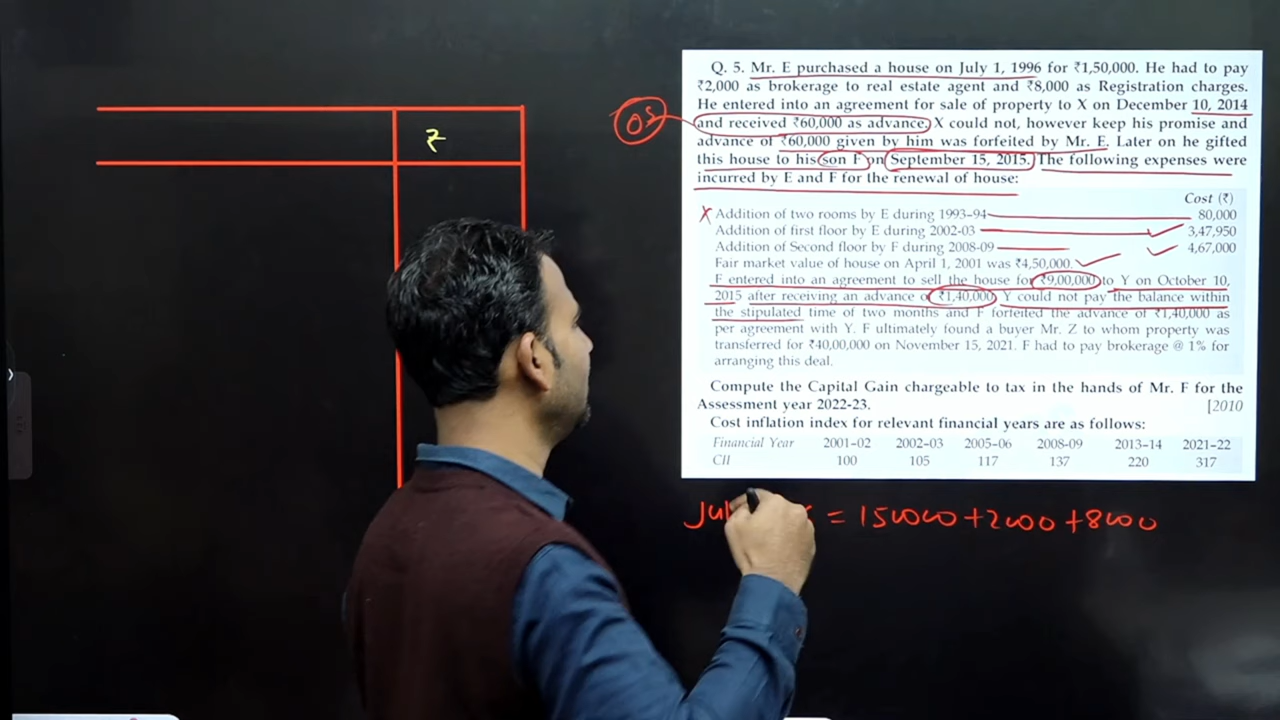 ₹
OS
Q. 5. Mr. E purchased a house on July 1, 1996 for ₹1,50,000. He had to pay
₹2,000 as brokerage to real estate agent and ₹8,000 as Registration charges.
He entered into an agreement for sale of property to X on December 10, 2014
and received ₹60,000 as advance. X could not, however keep his promise and
advance of ₹60,000 given by him was forfeited by Mr. E. Later on he gifted
this house to his son F on September 15, 2015. The following expenses were
incurred by E and F for the renewal of house:
Cost (₹)
X Addition of two rooms by E during 1993–94 80,000
Addition of first floor by E during 2002-03 3,47,950
Addition of Second floor by F during 2008-09 4,67,000
Fair market value of house on April 1, 2001 was ₹4,50,000.
F entered into an agreement to sell the house for ₹9,00,000 to Y on October 10,
2015 after receiving an advance of ₹1,40,000. Y could not pay the balance within
the stipulated time of two months and F forfeited the advance of ₹1,40,000 as
per agreement with Y. F ultimately found a buyer Mr. Z to whom property was
transferred for ₹40,00,000 on November 15, 2021. F had to pay brokerage @ 1% for
arranging this deal.
Compute the Capital Gain chargeable to tax in the hands of Mr. F for the
Assessment year 2022-23. [2010
Cost inflation index for relevant financial years are as follows:
Financial Year 2001–02 2002–03 2005–06 2008–09 2013–14 2021–22
CII 100 105 117 137 220 317
= 150000 + 2000 + 8000